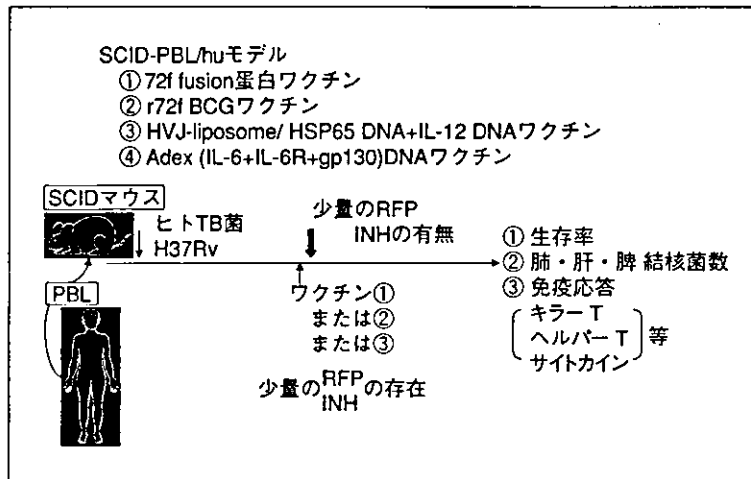 SCID-PBL/huモデル
① 72f fusion蛋白ワクチン
② r72f BCGワクチン
③ HVJ-liposome/ HSP65 DNA+IL-12 DNAワクチン
④ Adex (IL-6+IL-6R+gp130)DNAワクチン
SCIDマウス
ヒトTB菌
H37Rv
少量のRFP
INHの有無
PBL
ワクチン①
または②
または③
少量のRFPの存在
INH
① 生存率
② 肺・肝・脾 結核菌数
③ 免疫応答
キラー T
ヘルパー T 等
サイトカイン